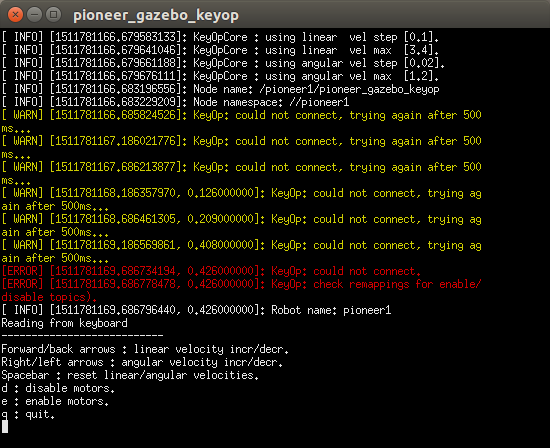 pioneer_gazebo_keyop
[ INFO] [1511781166.679583133]: KeyOpCore : using linear  vel step [0.1].
[ INFO] [1511781166.679641046]: KeyOpCore : using linear  vel max  [3.4].
[ INFO] [1511781166.679661188]: KeyOpCore : using angular vel step [0.02].
[ INFO] [1511781166.679676111]: KeyOpCore : using angular vel max  [1.2].
[ INFO] [1511781166.683196556]: Node name: /pioneer1/pioneer_gazebo_keyop
[ INFO] [1511781166.683229209]: Node namespace: //pioneer1
[ WARN] [1511781166.685824526]: KeyOp: could not connect, trying again after 500
ms...
[ WARN] [1511781167.186021776]: KeyOp: could not connect, trying again after 500
ms...
[ WARN] [1511781167.686213877]: KeyOp: could not connect, trying again after 500
ms...
[ WARN] [1511781168.186357970, 0.126000000]: KeyOp: could not connect, trying ag
ain after 500ms...
[ WARN] [1511781168.686461305, 0.209000000]: KeyOp: could not connect, trying ag
ain after 500ms...
[ WARN] [1511781169.186569861, 0.408000000]: KeyOp: could not connect, trying ag
ain after 500ms...
[ERROR] [1511781169.686734194, 0.426000000]: KeyOp: could not connect.
[ERROR] [1511781169.686778478, 0.426000000]: KeyOp: check remappings for enable/
disable topics).
[ INFO] [1511781169.686796440, 0.426000000]: Robot name: pioneer1
Reading from keyboard
---------------------------
Forward/back arrows : linear velocity incr/decr.
Right/left arrows : angular velocity incr/decr.
Spacebar : reset linear/angular velocities.
d : disable motors.
e : enable motors.
q : quit.